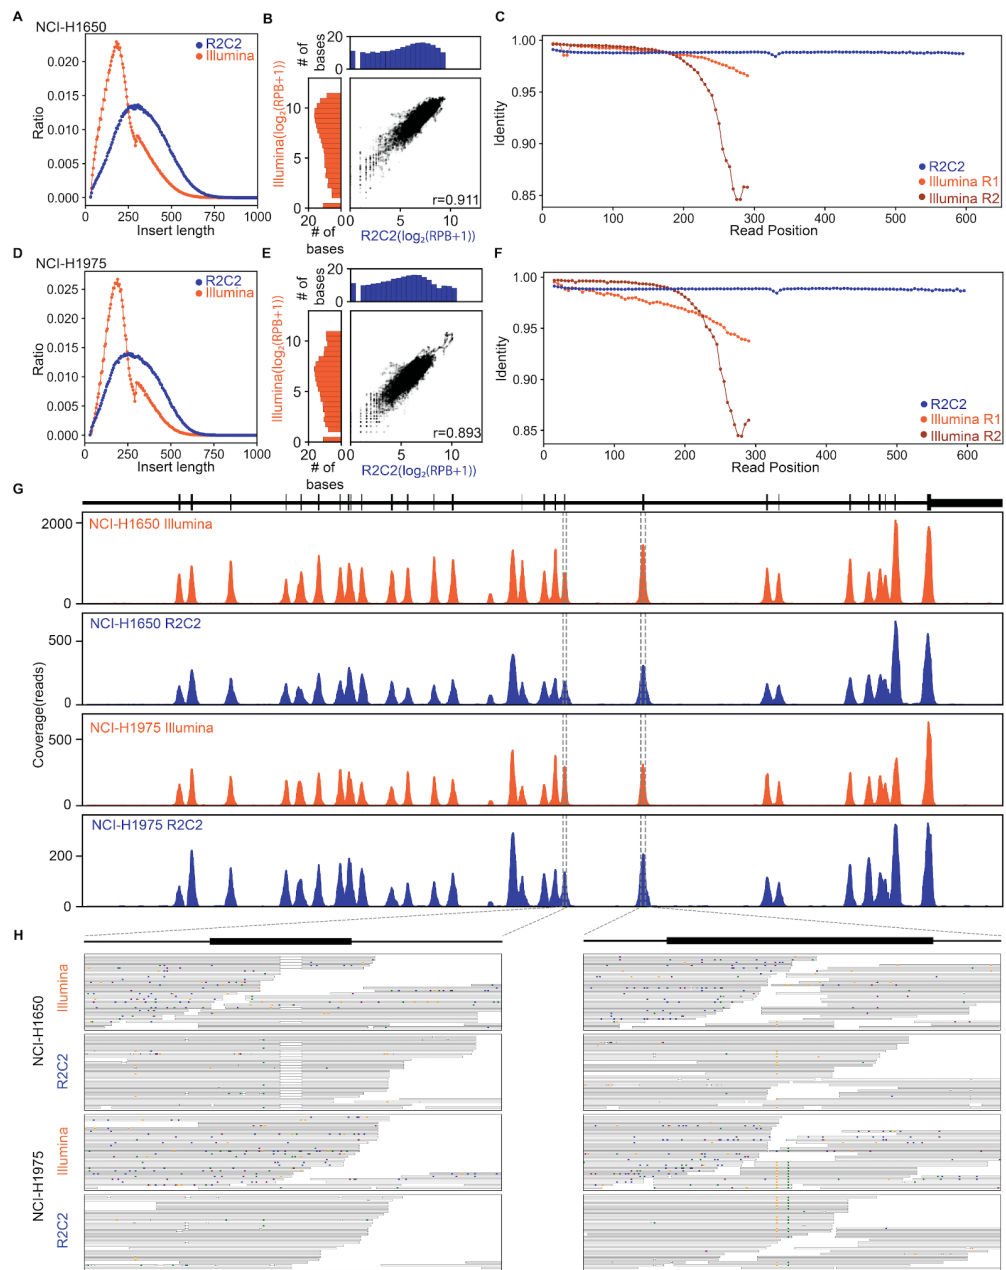 A
NCI-H1650
R2C2
Illumina
0.020
0.015
0.010
0.005
0.000
Ratio
0 250 500 750 1000
Insert length
B
20
0
# of
bases
Illumina(log₂(RPB+1))
10
5
0
r=0.911
20 0 5 10
# of
bases
R2C2(log₂(RPB+1))
C
1.00
0.95
0.90
0.85
Identity
R2C2
Illumina R1
Illumina R2
0 100 200 300 400 500 600
Read Position
D
NCI-H1975
R2C2
Illumina
0.025
0.020
0.015
0.010
0.005
0.000
Ratio
0 250 500 750 1000
Insert length
E
20
0
# of
bases
Illumina(log₂(RPB+1))
10
5
0
r=0.893
20 0 5 10
# of
bases
R2C2(log₂(RPB+1))
F
1.00
0.95
0.90
0.85
Identity
R2C2
Illumina R1
Illumina R2
0 100 200 300 400 500 600
Read Position
G
Coverage(reads)
NCI-H1650 Illumina
2000
0
NCI-H1650 R2C2
500
0
NCI-H1975 Illumina
500
0
NCI-H1975 R2C2
200
0
H
NCI-H1650
Illumina
R2C2
NCI-H1975
Illumina
R2C2